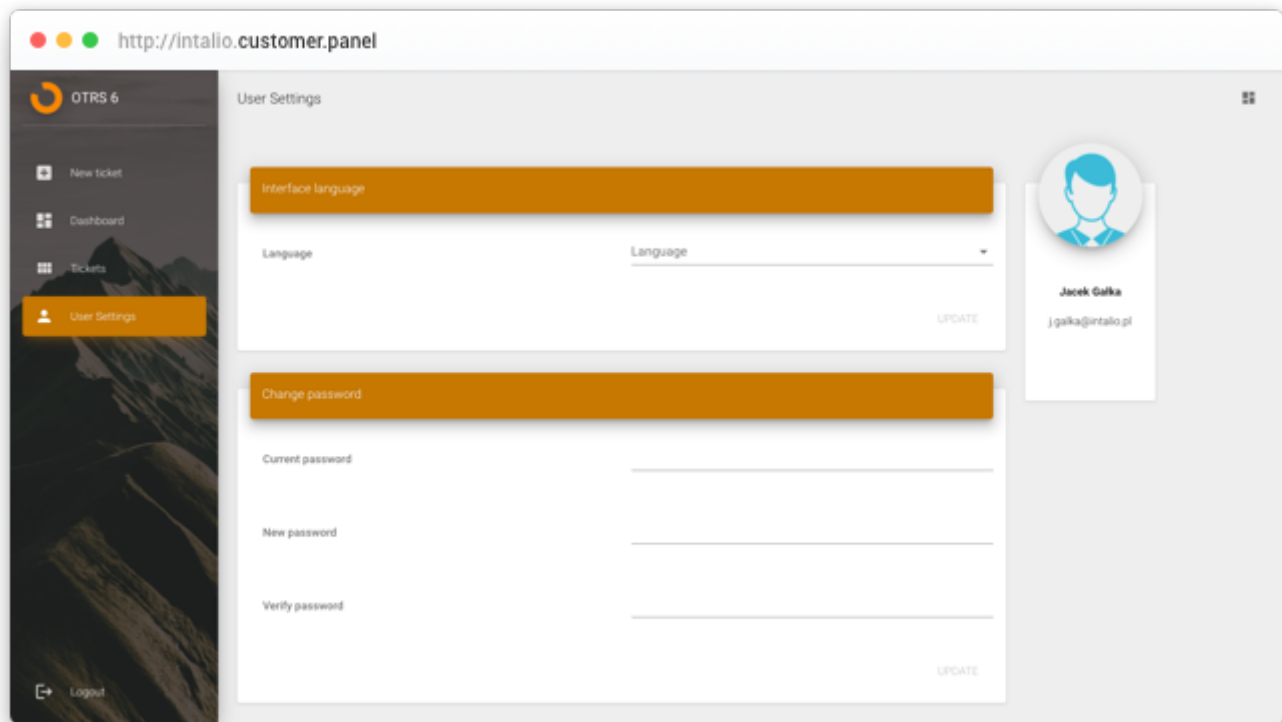 http://intalio.customer.panel
OTRS 6
New ticket
Dashboard
Tickets
User Settings
Logout
User Settings
Interface language
Language
Language
UPDATE
Change password
Current password
New password
Verify password
UPDATE
Jacek Gałka
j.galka@intalio.pl